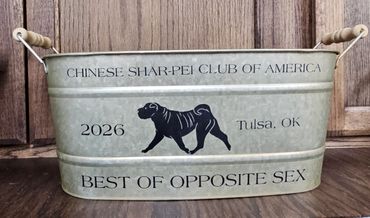 CHINESE SHAR-PEI CLUB OF AMERICA
2026 Tulsa, OK
BEST OF OPPOSITE SEX